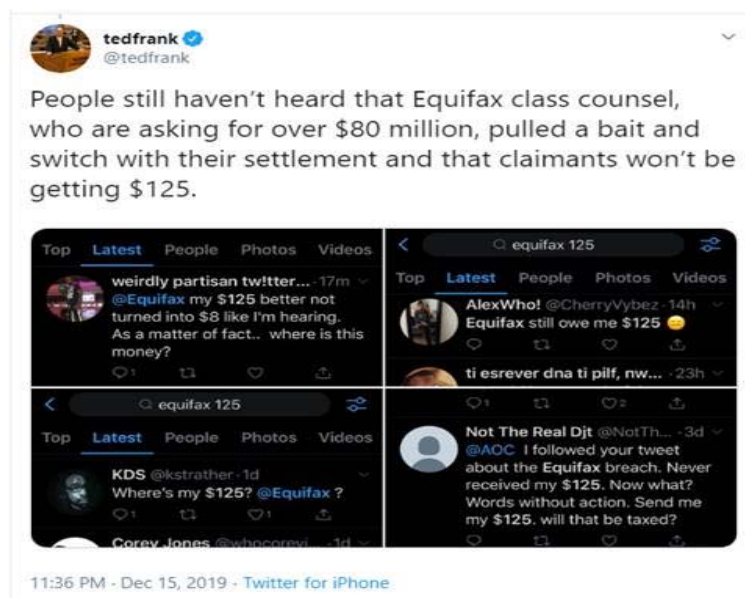 tedfrank
@tedfrank
People still haven't heard that Equifax class counsel,
who are asking for over $80 million, pulled a bait and
switch with their settlement and that claimants won't be
getting $125.
Top Latest People Photos Videos
weirdly partisan tw!tter... · 17m
@Equifax my $125 better not
turned into $8 like I'm hearing.
As a matter of fact.. where is this
money?
1
equifax 125
Top Latest People Photos Videos
AlexWho! @CherryVybez · 14h
Equifax still owe me $125 😑
ti esrever dna ti pilf, nw... · 23h
equifax 125
Top Latest People Photos Videos
KDS @kstrather · 1d
Where's my $125? @Equifax ?
1 1
Corey Jones @whocorevi... · 1d
1 2
Not The Real Djt @NotTh... · 3d
@AOC I followed your tweet
about the Equifax breach. Never
received my $125. Now what?
Words without action. Send me
my $125. will that be taxed?
11:36 PM · Dec 15, 2019 · Twitter for iPhone